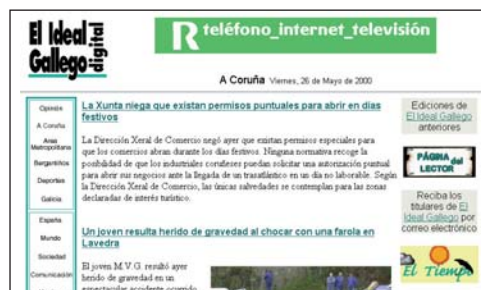 El Ideal
Gallego
digital
R teléfono_internet_televisión
A Coruña Viernes, 26 de Mayo de 2000
Opinión
A Coruña
Area
Metropolitana
Bergantiños
Deportes
Galicia
España
Mundo
Sociedad
Comunicación
La Xunta niega que existan permisos puntuales para abrir en días
festivos
La Dirección Xeral de Comercio negó ayer que existan permisos especiales para
que los comercios abran durante los días festivos. Ninguna normativa recoge la
posibilidad de que los industriales coruñeses puedan solicitar una autorización puntual
para abrir sus negocios ante la llegada de un trasatlántico en un día no laborable. Según
la Dirección Xeral de Comercio, las únicas salvedades se contemplan para las zonas
declaradas de interés turístico.
Un joven resulta herido de gravedad al chocar con una farola en
Lavedra
El joven M.V.G. resultó ayer
herido de gravedad en un
espectacular accidente ocurrido
Ediciones de
El Ideal Gallego
anteriores
PÁGINA del
LECTOR
Reciba los
titulares de El
Ideal Gallego por
correo electrónico
El Tiempo